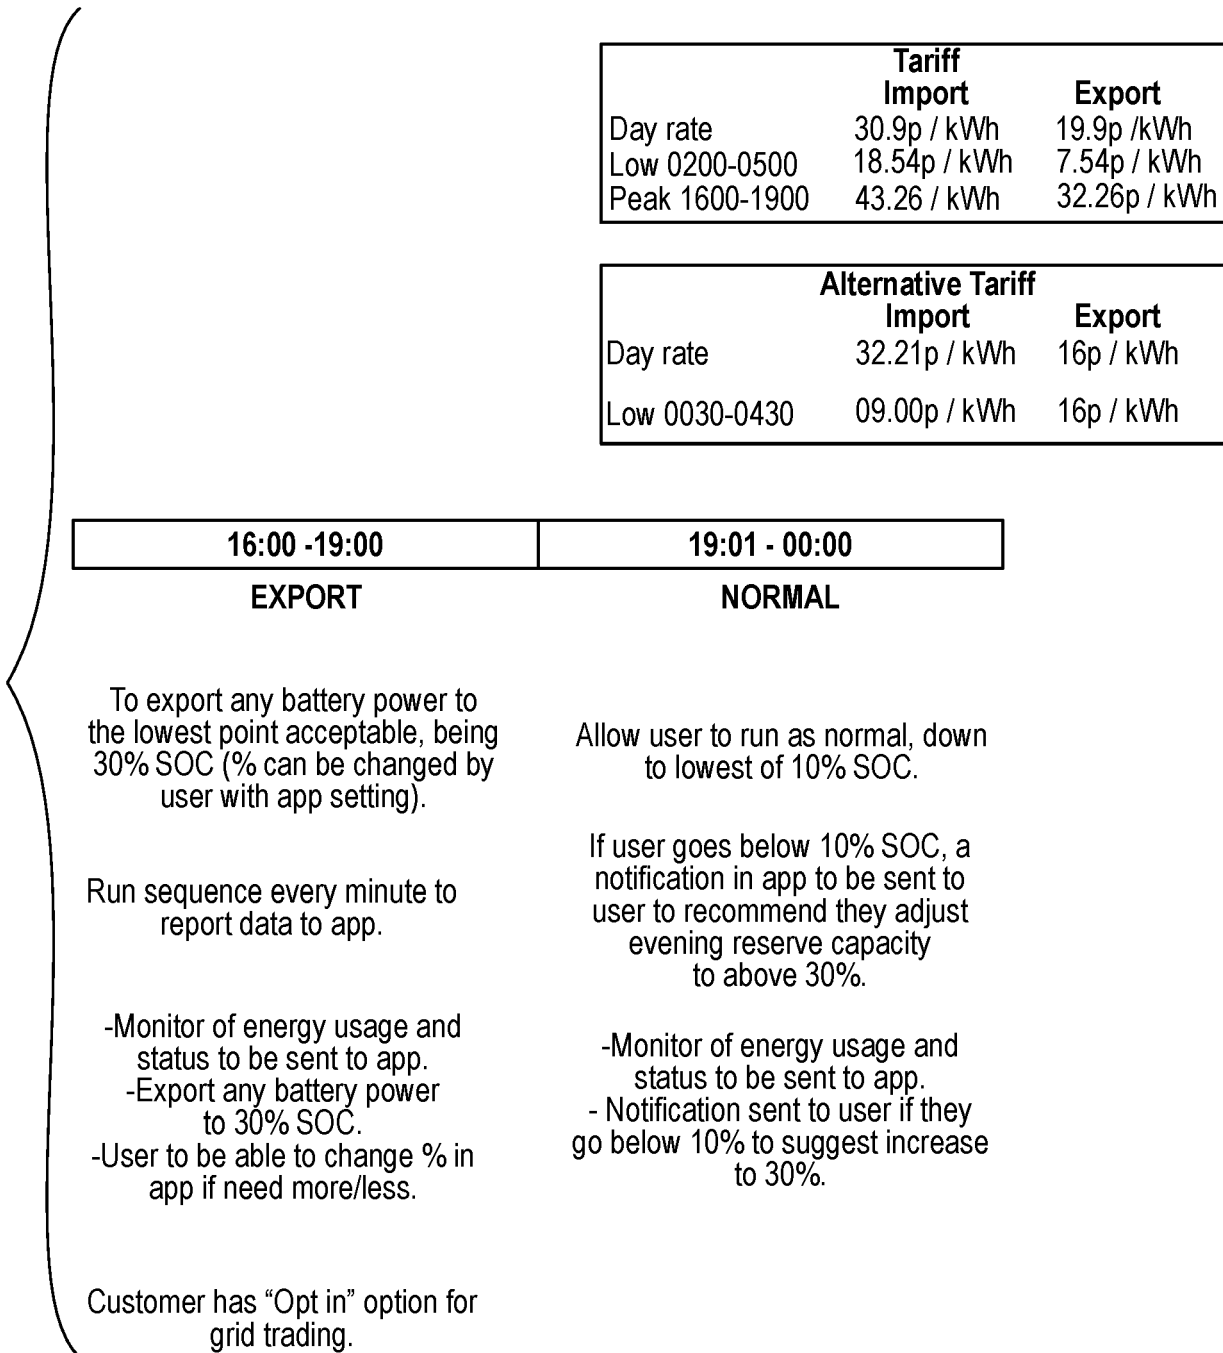 Tariff
Import Export
Day rate 30.9p / kWh 19.9p /kWh
Low 0200-0500 18.54p / kWh 7.54p / kWh
Peak 1600-1900 43.26 / kWh 32.26p / kWh
Alternative Tariff
Import Export
Day rate 32.21p / kWh 16p / kWh
Low 0030-0430 09.00p / kWh 16p / kWh
16:00 -19:00
EXPORT
To export any battery power to
the lowest point acceptable, being
30% SOC (% can be changed by
user with app setting).
Run sequence every minute to
report data to app.
-Monitor of energy usage and
status to be sent to app.
-Export any battery power
to 30% SOC.
-User to be able to change % in
app if need more/less.
Customer has “Opt in” option for
grid trading.
19:01 - 00:00
NORMAL
Allow user to run as normal, down
to lowest of 10% SOC.
If user goes below 10% SOC, a
notification in app to be sent to
user to recommend they adjust
evening reserve capacity
to above 30%.
-Monitor of energy usage and
status to be sent to app.
- Notification sent to user if they
go below 10% to suggest increase
to 30%.